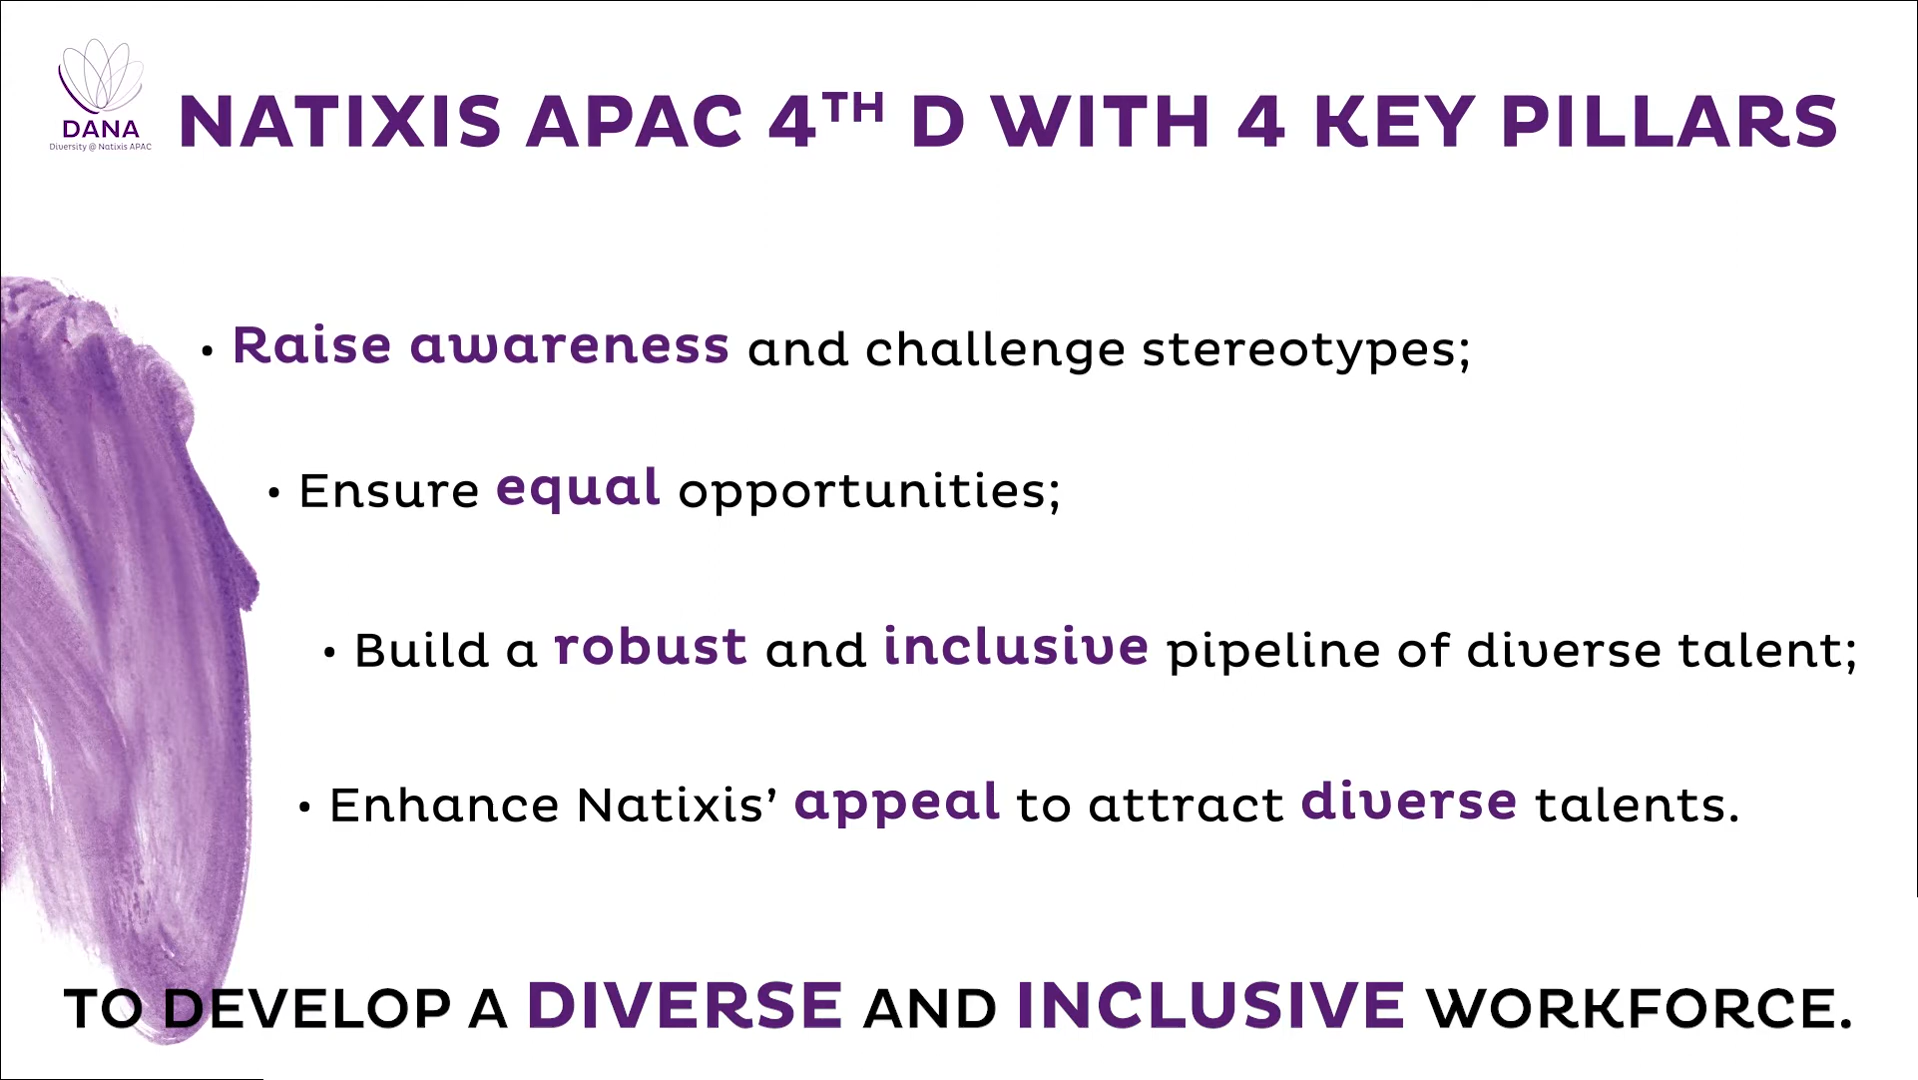 DANA
Diversity @ Natixis APAC
NATIXIS APAC 4TH D WITH 4 KEY PILLARS
• Raise awareness and challenge stereotypes;
• Ensure equal opportunities;
• Build a robust and inclusive pipeline of diverse talent;
• Enhance Natixis’ appeal to attract diverse talents.
TO DEVELOP A DIVERSE AND INCLUSIVE WORKFORCE.